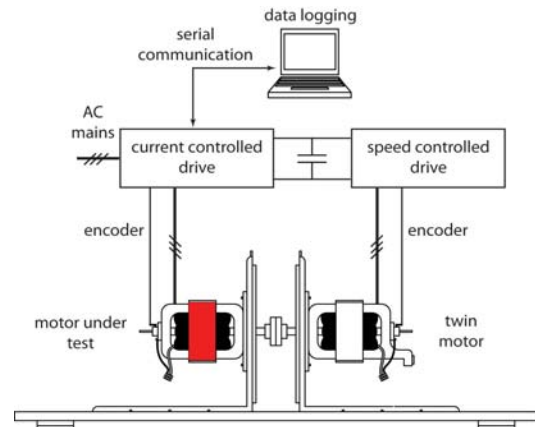 data logging
serial
communication
AC
mains
current controlled
drive
speed controlled
drive
encoder
encoder
motor under
test
twin
motor